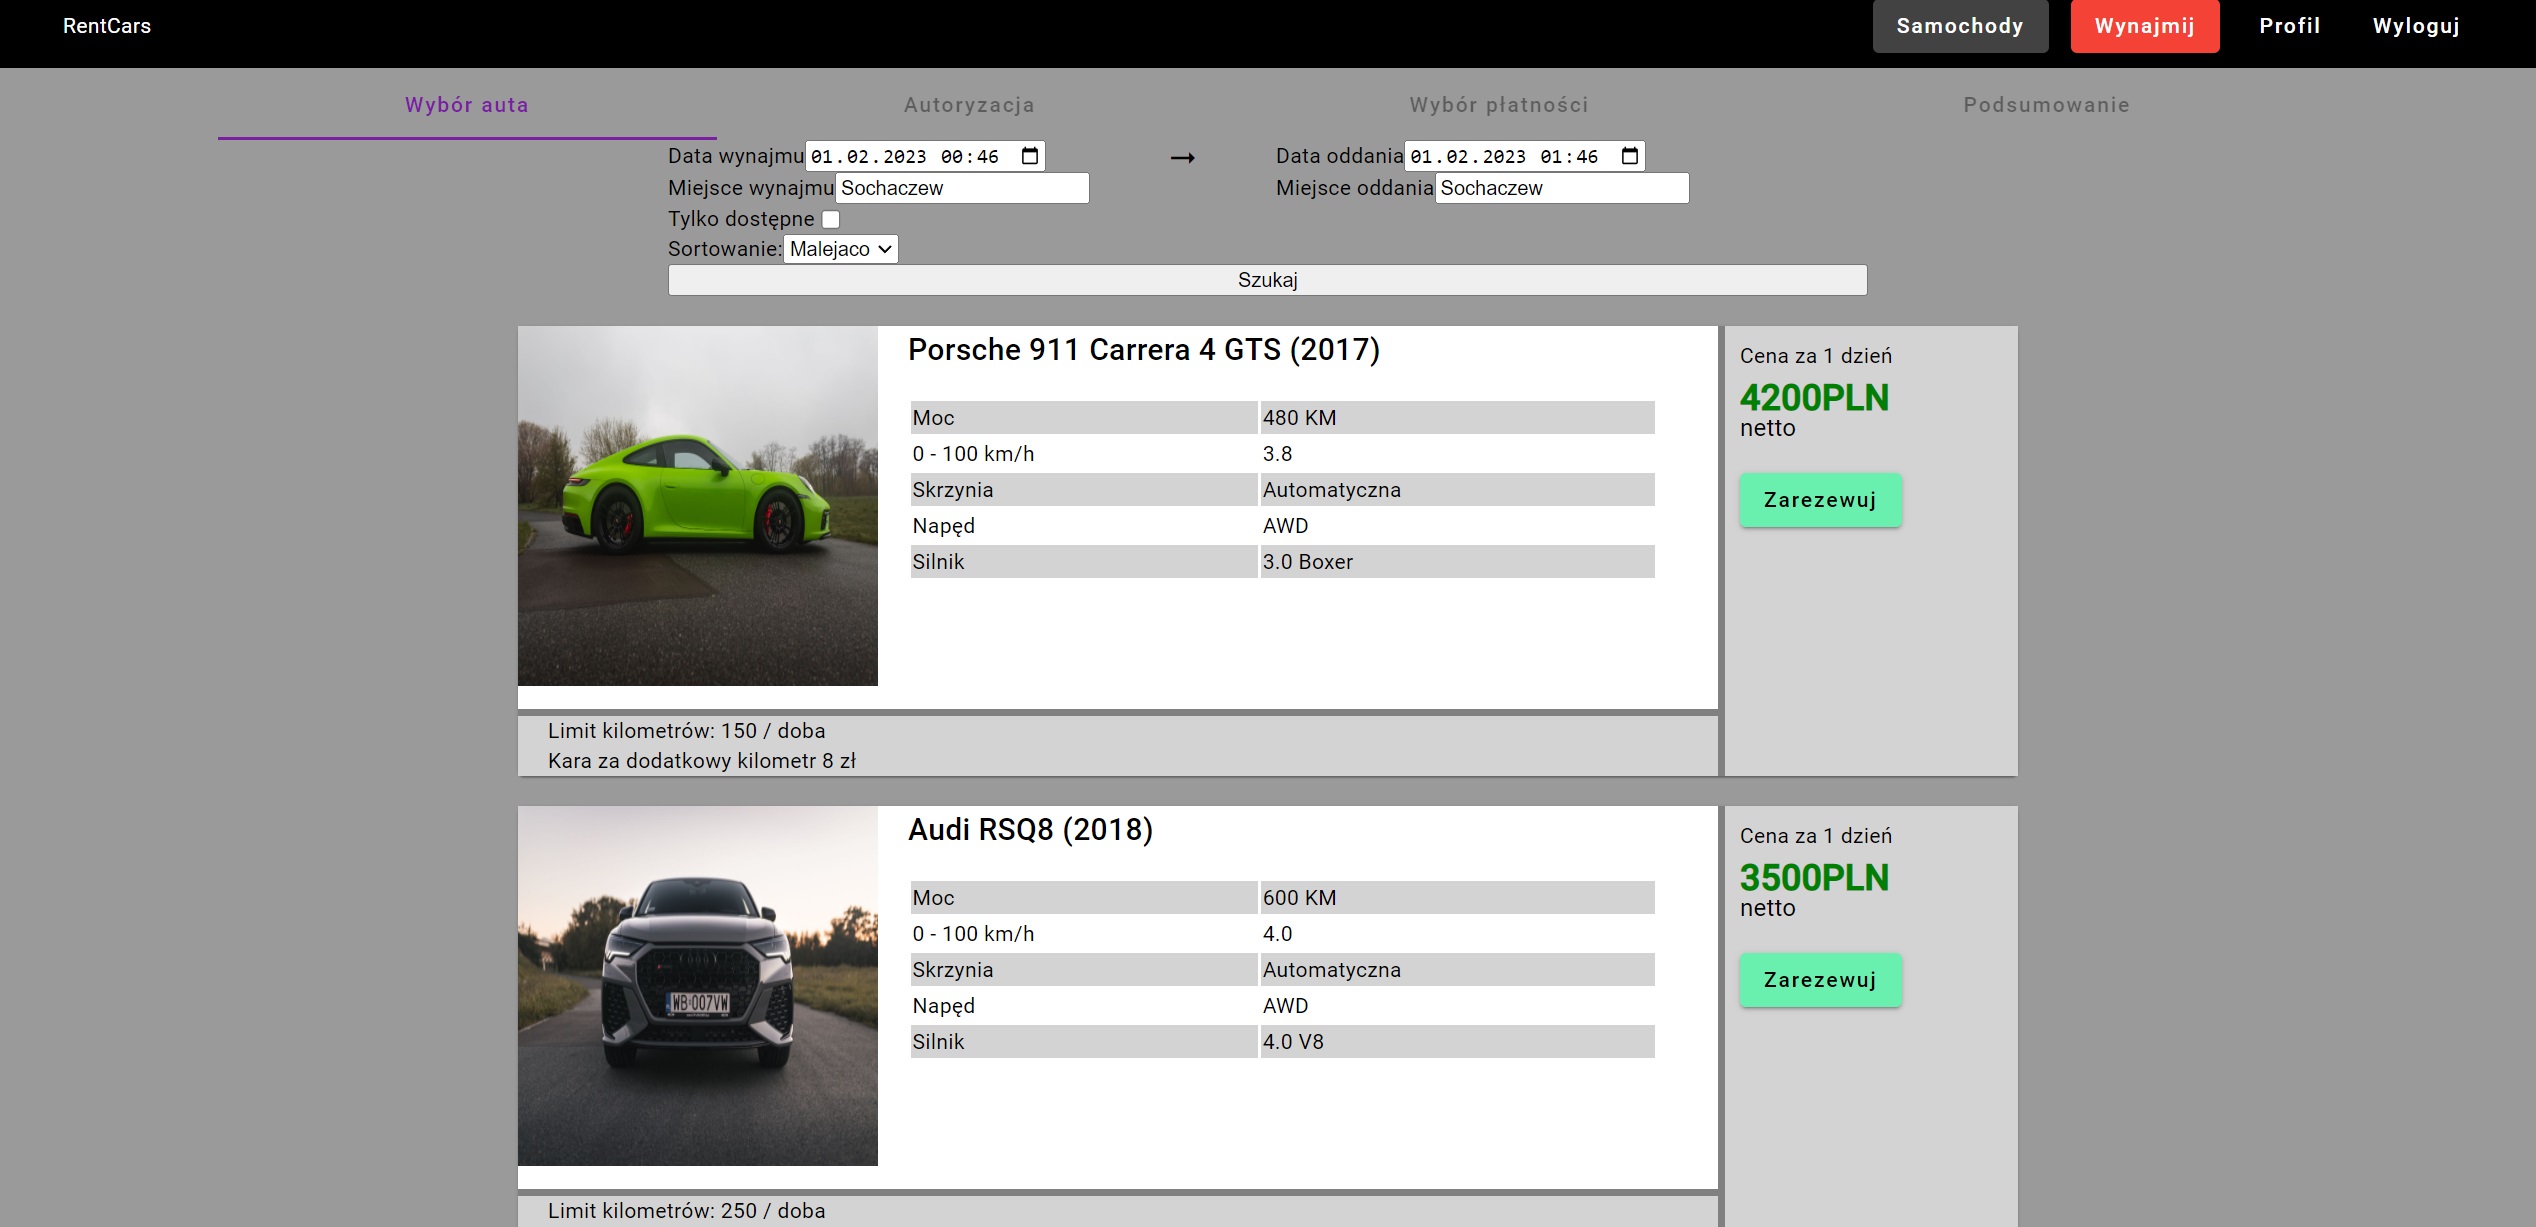 RentCars Samochody Wynajmij Profil Wyloguj
Wybór auta Autoryzacja Wybór płatności Podsumowanie
Data wynajmu 01.02.2023 00:46 → Data oddania 01.02.2023 01:46
Miejsce wynajmu Sochaczew Miejsce oddania Sochaczew
Tylko dostępne
Sortowanie: Malejaco
Szukaj
Porsche 911 Carrera 4 GTS (2017)
Moc 480 KM
0 - 100 km/h 3.8
Skrzynia Automatyczna
Napęd AWD
Silnik 3.0 Boxer
Limit kilometrów: 150 / doba
Kara za dodatkowy kilometr 8 zł
Cena za 1 dzień
4200PLN
netto
Zarezewuj
Audi RSQ8 (2018)
WB 007VW
Moc 600 KM
0 - 100 km/h 4.0
Skrzynia Automatyczna
Napęd AWD
Silnik 4.0 V8
Limit kilometrów: 250 / doba
Cena za 1 dzień
3500PLN
netto
Zarezewuj